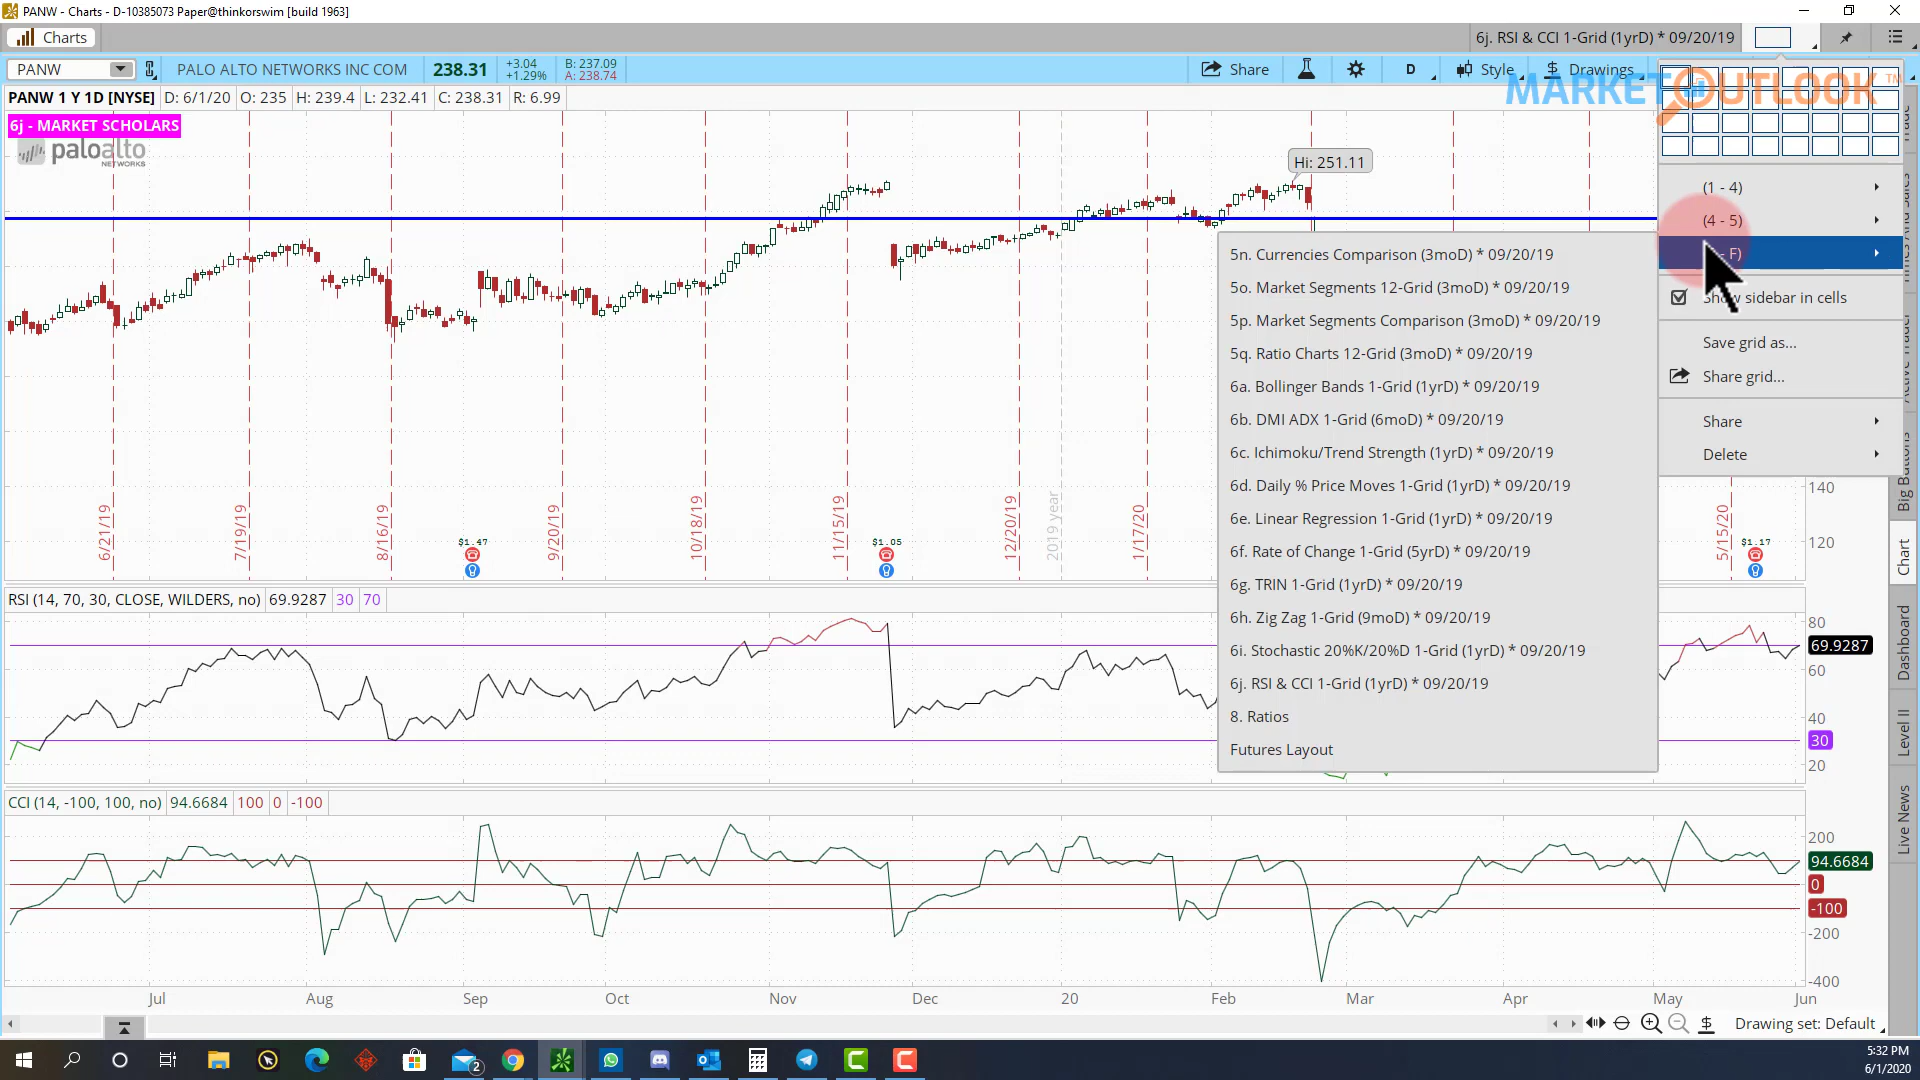 PANW - Charts - D-10385073 Paper@thinkorswim [build 1963]
Charts
6j. RSI & CCI 1-Grid (1yrD) * 09/20/19
PANW
PALO ALTO NETWORKS INC COM
238.31
+3.04
+1.29%
B: 237.09
A: 238.74
Share
D
Style
Drawings
MARKET OUTLOOK TM
PANW 1 Y 1D [NYSE]
D: 6/1/20
O: 235
H: 239.4
L: 232.41
C: 238.31
R: 6.99
6j - MARKET SCHOLARS
paloalto
NETWORKS
Hi: 251.11
(1 - 4)
(4 - 5)
F)
Show sidebar in cells
Save grid as...
Share grid...
Share
Delete
5n. Currencies Comparison (3moD) * 09/20/19
5o. Market Segments 12-Grid (3moD) * 09/20/19
5p. Market Segments Comparison (3moD) * 09/20/19
5q. Ratio Charts 12-Grid (3moD) * 09/20/19
6a. Bollinger Bands 1-Grid (1yrD) * 09/20/19
6b. DMI ADX 1-Grid (6moD) * 09/20/19
6c. Ichimoku/Trend Strength (1yrD) * 09/20/19
6d. Daily % Price Moves 1-Grid (1yrD) * 09/20/19
6e. Linear Regression 1-Grid (1yrD) * 09/20/19
6f. Rate of Change 1-Grid (5yrD) * 09/20/19
6g. TRIN 1-Grid (1yrD) * 09/20/19
6h. Zig Zag 1-Grid (9moD) * 09/20/19
6i. Stochastic 20%K/20%D 1-Grid (1yrD) * 09/20/19
6j. RSI & CCI 1-Grid (1yrD) * 09/20/19
8. Ratios
Futures Layout
140
120
6/21/19
7/19/19
8/16/19
9/20/19
10/18/19
11/15/19
12/20/19
2019 year
1/17/20
5/15/20
$1.47
$1.05
$1.17
Big Buttons
Chart
Dashboard
Level II
Live News
RSI (14, 70, 30, CLOSE, WILDERS, no)
69.9287
30
70
80
69.9287
60
40
30
20
CCI (14, -100, 100, no)
94.6684
100
0
-100
200
94.6684
0
-100
-200
-400
Jul
Aug
Sep
Oct
Nov
Dec
20
Feb
Mar
Apr
May
Jun
Drawing set: Default
2
5:32 PM
6/1/2020